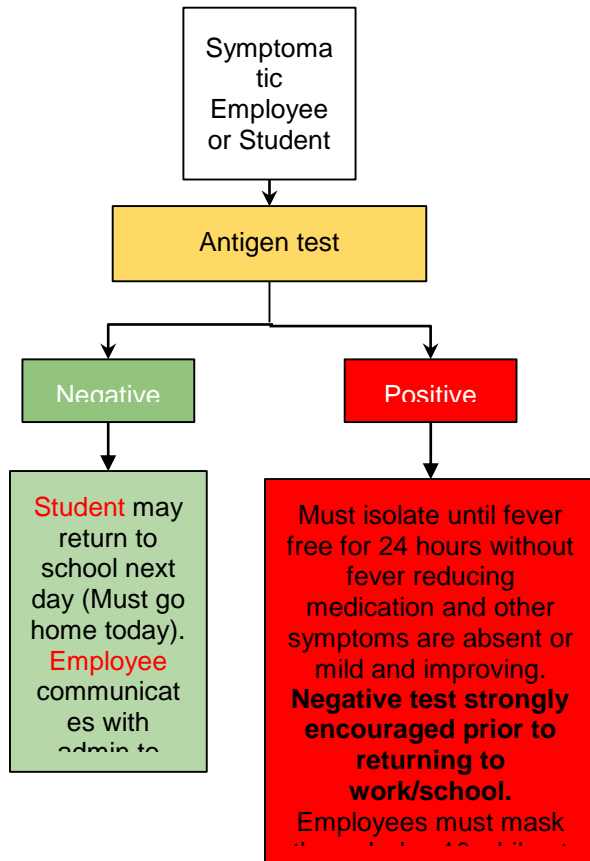 Symptoma
tic
Employee
or Student
Antigen test
Negative
Positive
Student may
return to
school next
day (Must go
home today).
Employee
communicat
es with
admin to
Must isolate until fever
free for 24 hours without
fever reducing
medication and other
symptoms are absent or
mild and improving.
Negative test strongly
encouraged prior to
returning to
work/school.
Employees must mask